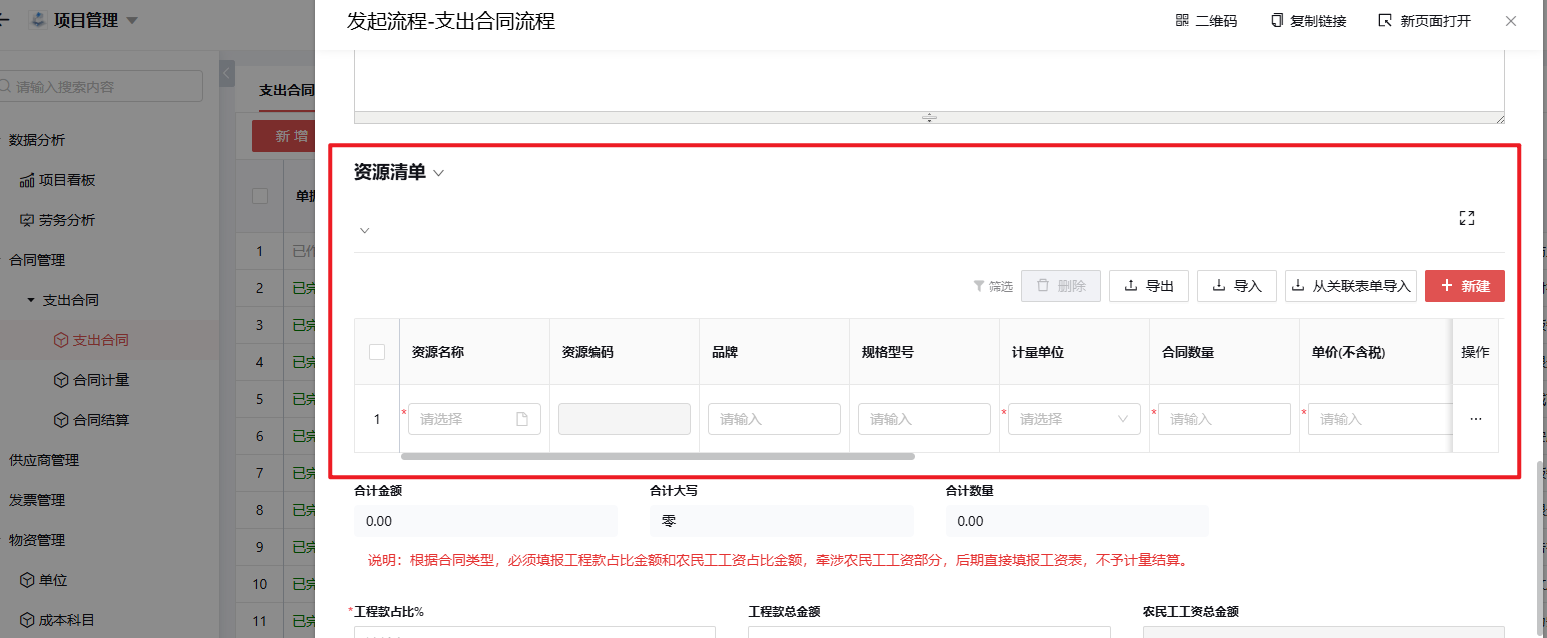 项目管理
发起流程-支出合同流程
二维码
复制链接
新页面打开
请输入搜索内容
数据分析
项目看板
劳务分析
合同管理
支出合同
支出合同
合同计量
合同结算
供应商管理
发票管理
物资管理
单位
成本科目
支出合同
新 增
1
2 已完
3 已完
4 已完
5 已完
6 已完
7 已完
8 已完
9 已完
10 已完
11 已完
资源清单
筛选 删除 导出 导入 从关联表单导入 + 新建
资源名称 资源编码 品牌 规格型号 计量单位 合同数量 单价(不含税) 操作
1 * 请选择 请输入 请输入 * 请选择 * 请输入 * 请输入 ...
合计金额 合计大写 合计数量
0.00 零 0.00
说明：根据合同类型，必须填报工程款占比金额和农民工工资占比金额，牵涉农民工工资部分，后期直接填报工资表，不予计量结算。
*工程款占比% 工程款总金额 农民工工资总金额